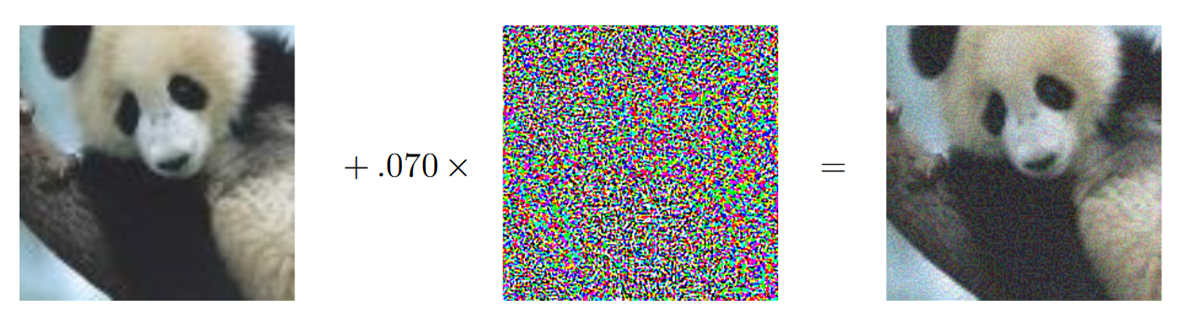 + .070 × =